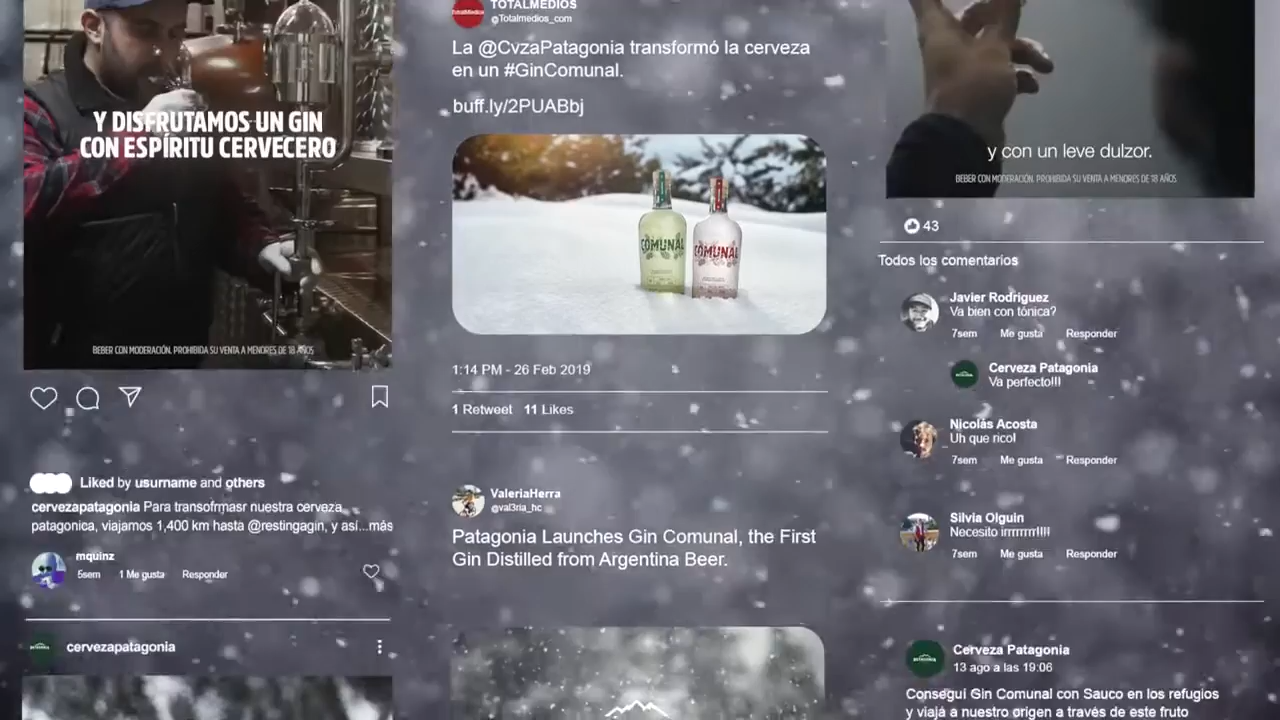 Y DISFRUTAMOS UN GIN
CON ESPÍRITU CERVECERO
BEBER CON MODERACIÓN. PROHIBIDA SU VENTA A MENORES DE 18 AÑOS
Liked by usurname and others
cervezapatagonia Para transofrmasr nuestra cerveza
patagonica, viajamos 1,400 km hasta @restingagin, y así...más
mquinz
5sem 1 Me gusta Responder
cervezapatagonia
TOTALMEDIOS
@Totalmedios_com
La @CvzaPatagonia transformó la cerveza
en un #GinComunal.
buff.ly/2PUABbj
COMUNAL
COMUNAL
1:14 PM - 26 Feb 2019
1 Retweet 11 Likes
ValeriaHerra
@val3ria_hc
Patagonia Launches Gin Comunal, the First
Gin Distilled from Argentina Beer.
y con un leve dulzor.
BEBER CON MODERACIÓN. PROHIBIDA SU VENTA A MENORES DE 18 AÑOS
43
Todos los comentarios
Javier Rodriguez
Va bien con tónica?
7sem Me gusta Responder
Cerveza Patagonia
Va perfecto!!!
Nicolás Acosta
Uh que rico!
7sem Me gusta Responder
Silvia Olguin
Necesito irrrrrrr!!!!
7sem Me gusta Responder
Cerveza Patagonia
13 ago a las 19:06
Conseguí Gin Comunal con Sauco en los refugios
y viajá a nuestro origen a través de este fruto